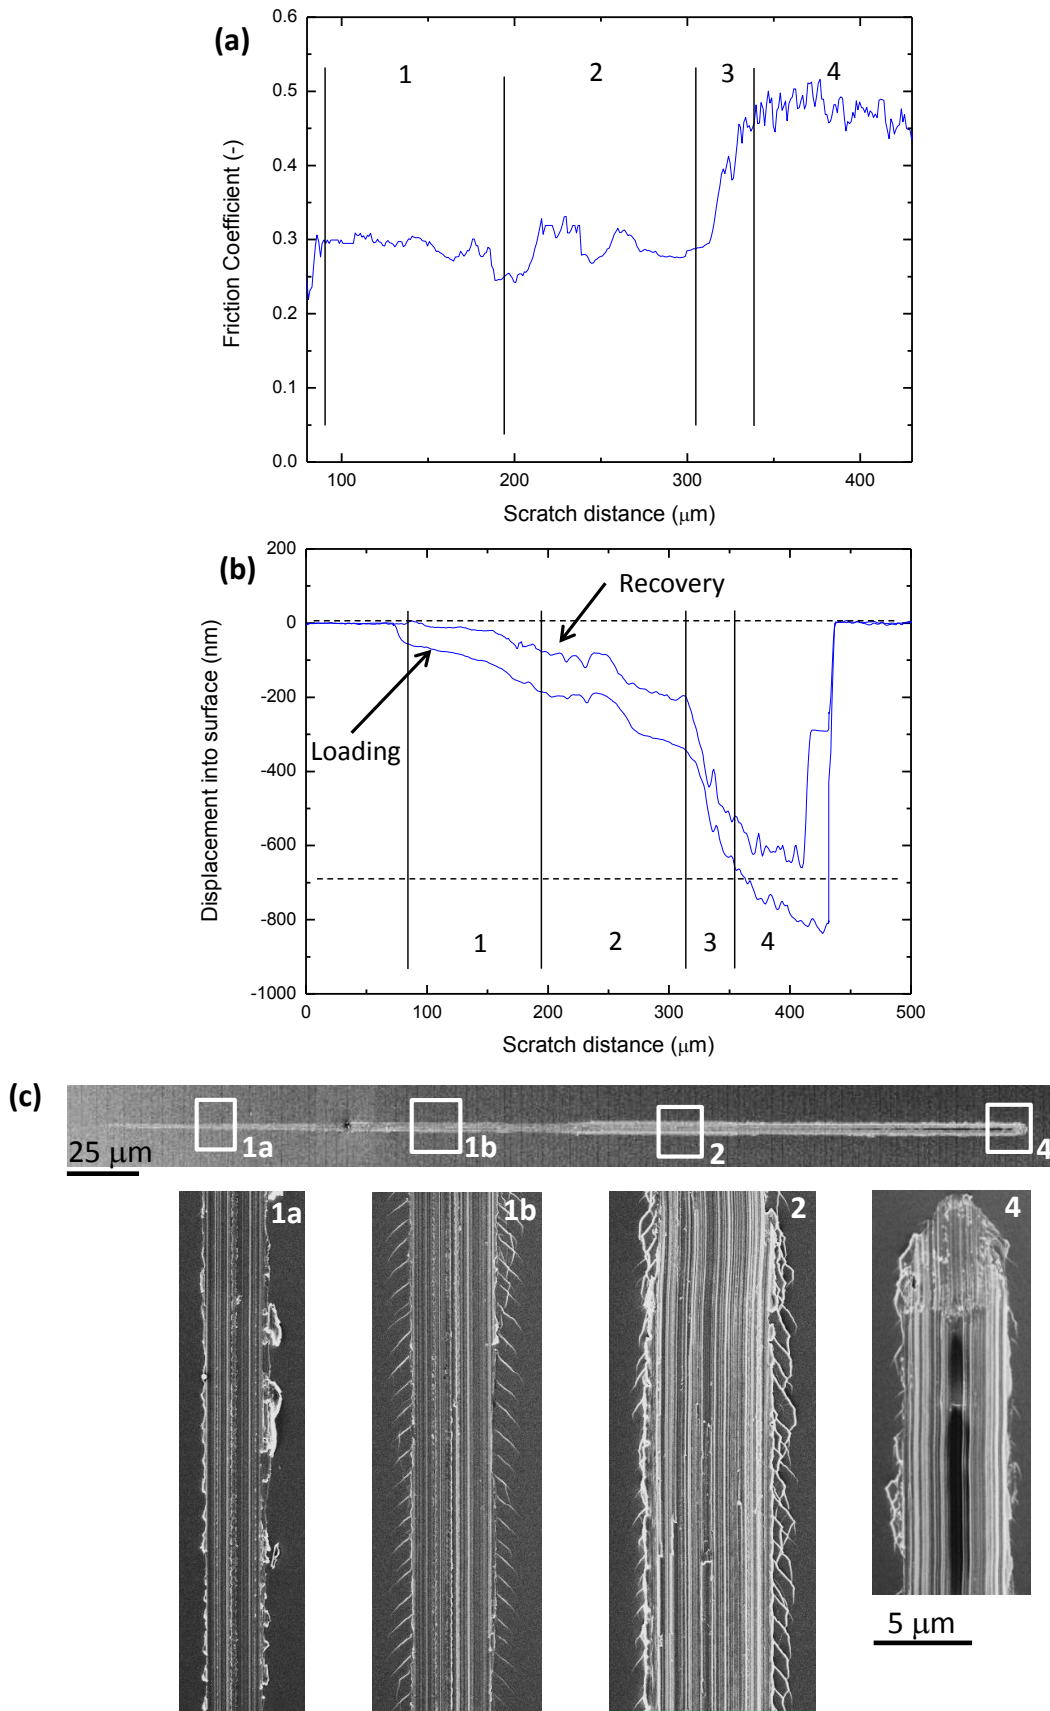 (a)
0.6
0.5
0.4
0.3
0.2
0.1
0.0
Friction Coefficient (-)
1
2
3
4
100
200
300
400
Scratch distance (μm)
(b)
200
0
-200
-400
-600
-800
-1000
Displacement into surface (nm)
Recovery
Loading
1
2
3
4
0
100
200
300
400
500
Scratch distance (μm)
(c)
1a
1b
2
4
25 μm
1a
1b
2
4
5 μm